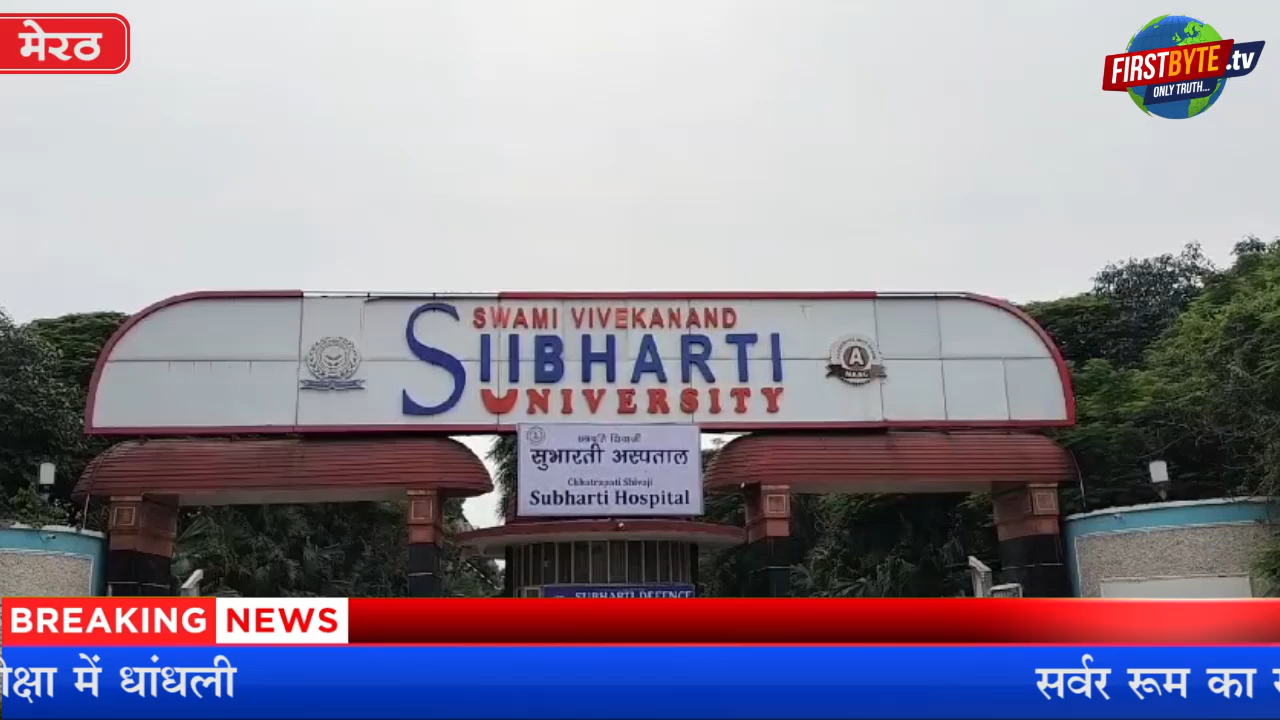 मेरठ
FIRSTBYTE.tv
ONLY TRUTH...
SWAMI VIVEKANAND
SUBHARTI
UNIVERSITY
A
NAAC
छत्रपति शिवाजी
सुभारती अस्पताल
Chhatrapati Shivaji
Subharti Hospital
SUBHARTI DEFENCE
BREAKING NEWS
में धांधली
सर्वर रूम का